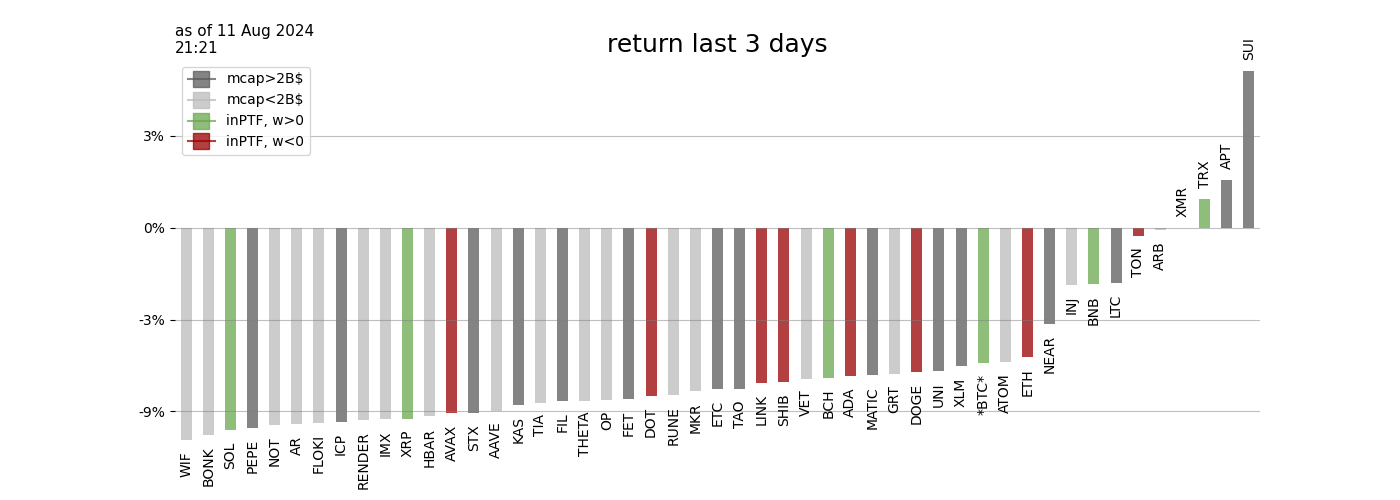 as of 11 Aug 2024
21:21
return last 3 days
mcap>2B$
mcap<2B$
inPTF, w>0
inPTF, w<0
3%
0%
-3%
-9%
WIF
BONK
SOL
PEPE
NOT
AR
FLOKI
ICP
RENDER
IMX
XRP
HBAR
AVAX
STX
AAVE
KAS
TIA
FIL
THETA
OP
FET
DOT
RUNE
MKR
ETC
TAO
LINK
SHIB
VET
BCH
ADA
MATIC
GRT
DOGE
UNI
XLM
*BTC*
ATOM
ETH
NEAR
INJ
BNB
LTC
TON
ARB
XMR
TRX
APT
SUI